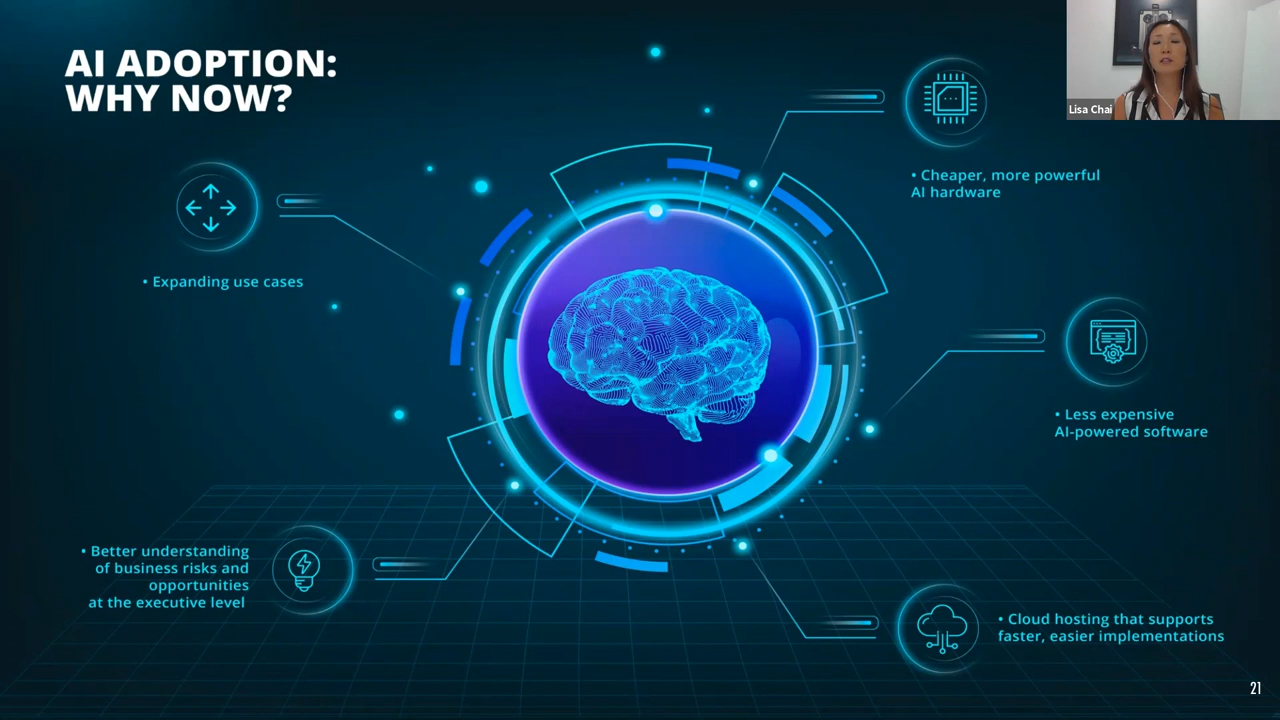 AI ADOPTION:
WHY NOW?
Lisa Chai
• Cheaper, more powerful
AI hardware
• Expanding use cases
• Less expensive
AI-powered software
• Better understanding
of business risks and
opportunities
at the executive level
• Cloud hosting that supports
faster, easier implementations
21